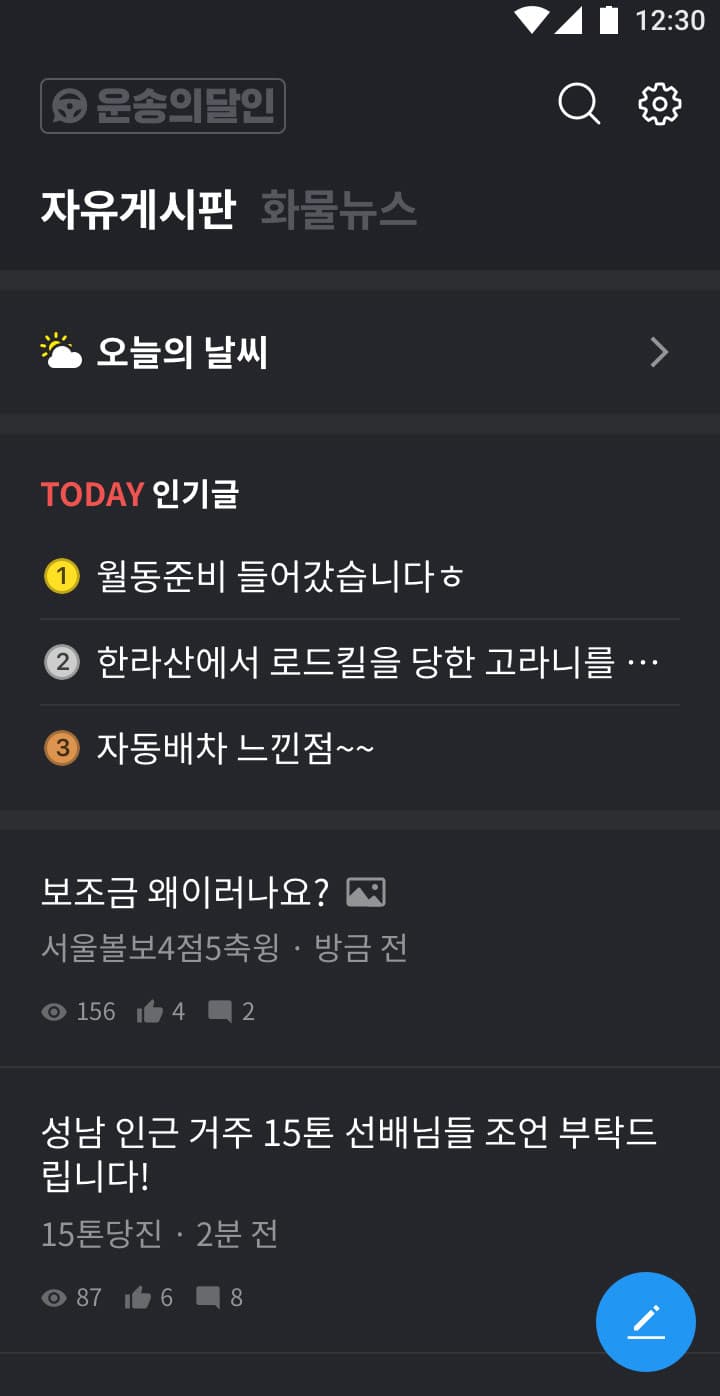 12:30
운송의달인
자유게시판 화물뉴스
오늘의 날씨
TODAY 인기글
1 월동준비 들어갔습니다ㅎ
2 한라산에서 로드킬을 당한 고라니를 ···
3 자동배차 느낀점~~
보조금 왜이러나요?
서울볼보4점5축윙 · 방금 전
156 4 2
성남 인근 거주 15톤 선배님들 조언 부탁드
립니다!
15톤당진 · 2분 전
87 6 8